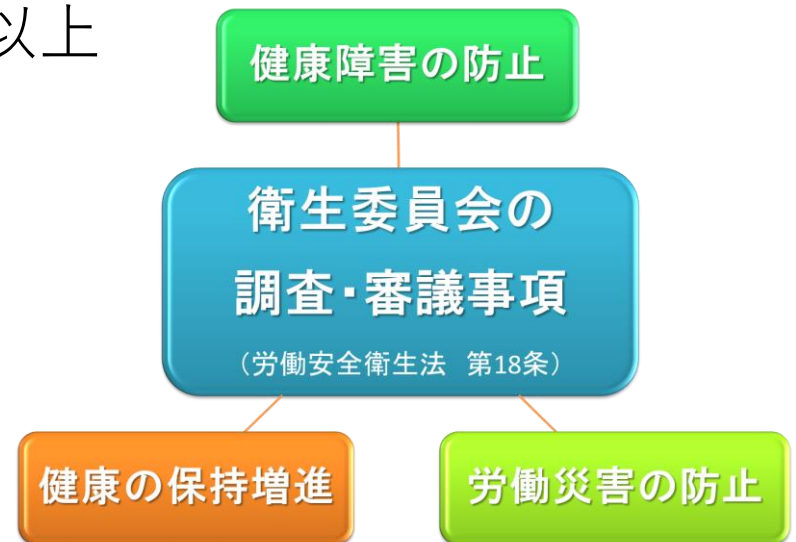 以上
健康障害の防止
衛生委員会の
調査・審議事項
（労働安全衛生法 第18条）
健康の保持増進
労働災害の防止